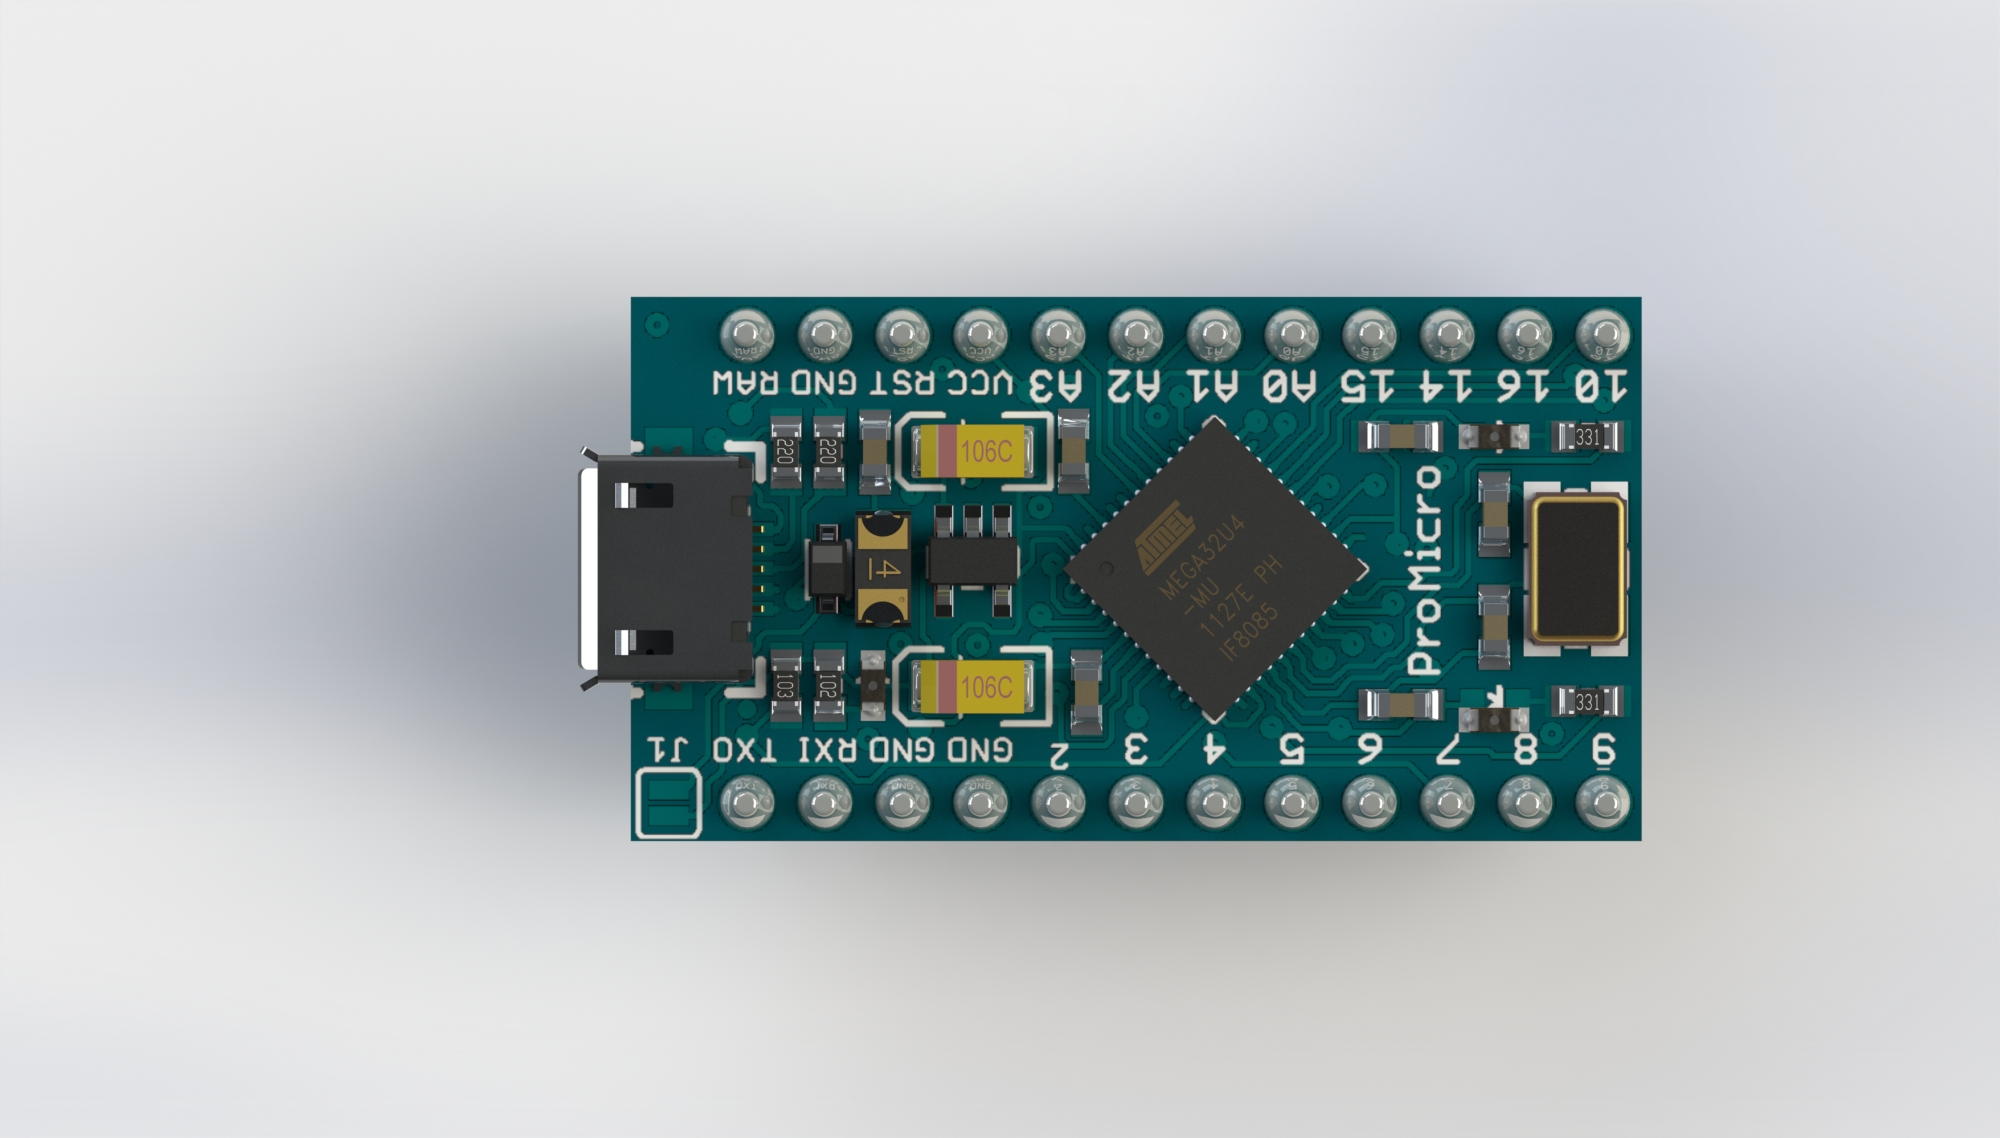 RAW GND RST VCC A3 A2 A1 A0 15 14 16 10
220 220 106C 331
ATMEL
MEGA32U4
-MU
1127E PH
IF8085
ProMicro
4
103 102 106C 331
J1 TXO RXI GND GND 2 3 4 5 6 7 8 9